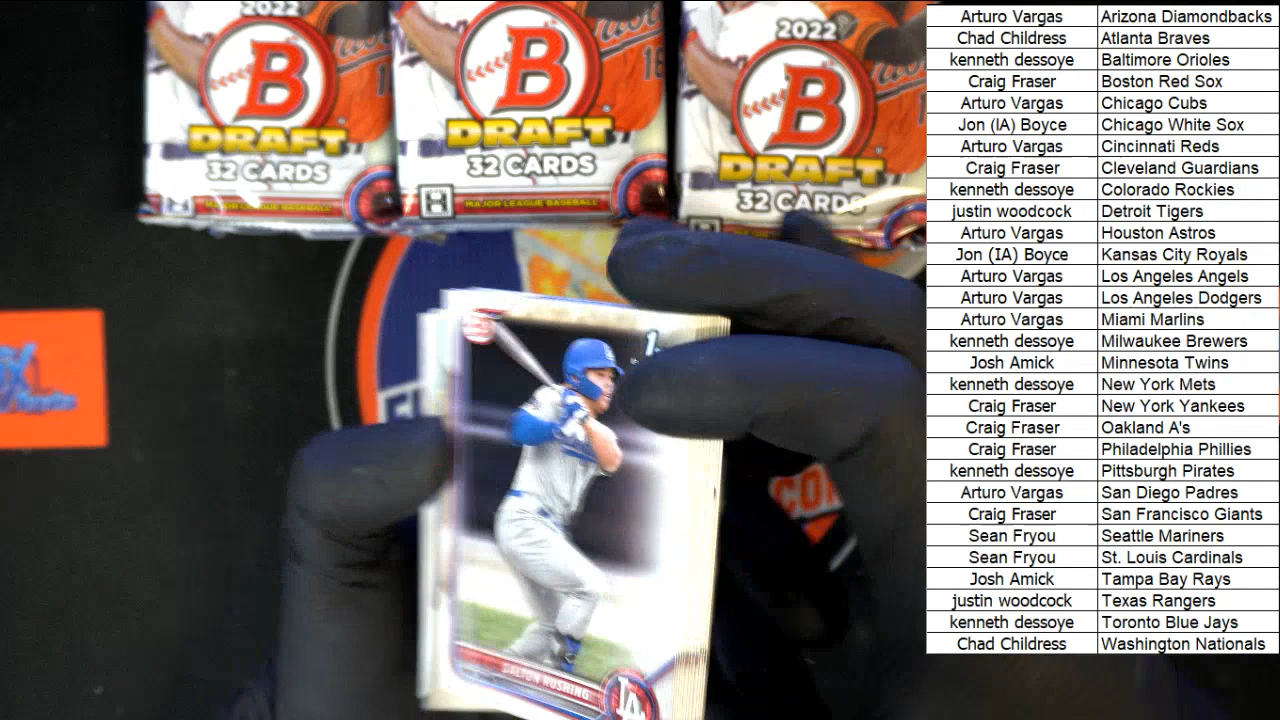 2022
B
DRAFT
32 CARDS
MAJOR LEAGUE BASEBALL
B
DRAFT
32 CARDS
H
MAJOR LEAGUE BASEBALL
2022
B
DRAFT
32 CARDS
1st
DALTON RUSHING
LA
Arturo Vargas Arizona Diamondbacks
Chad Childress Atlanta Braves
kenneth dessoye Baltimore Orioles
Craig Fraser Boston Red Sox
Arturo Vargas Chicago Cubs
Jon (IA) Boyce Chicago White Sox
Arturo Vargas Cincinnati Reds
Craig Fraser Cleveland Guardians
kenneth dessoye Colorado Rockies
justin woodcock Detroit Tigers
Arturo Vargas Houston Astros
Jon (IA) Boyce Kansas City Royals
Arturo Vargas Los Angeles Angels
Arturo Vargas Los Angeles Dodgers
Arturo Vargas Miami Marlins
kenneth dessoye Milwaukee Brewers
Josh Amick Minnesota Twins
kenneth dessoye New York Mets
Craig Fraser New York Yankees
Craig Fraser Oakland A's
Craig Fraser Philadelphia Phillies
kenneth dessoye Pittsburgh Pirates
Arturo Vargas San Diego Padres
Craig Fraser San Francisco Giants
Sean Fryou Seattle Mariners
Sean Fryou St. Louis Cardinals
Josh Amick Tampa Bay Rays
justin woodcock Texas Rangers
kenneth dessoye Toronto Blue Jays
Chad Childress Washington Nationals